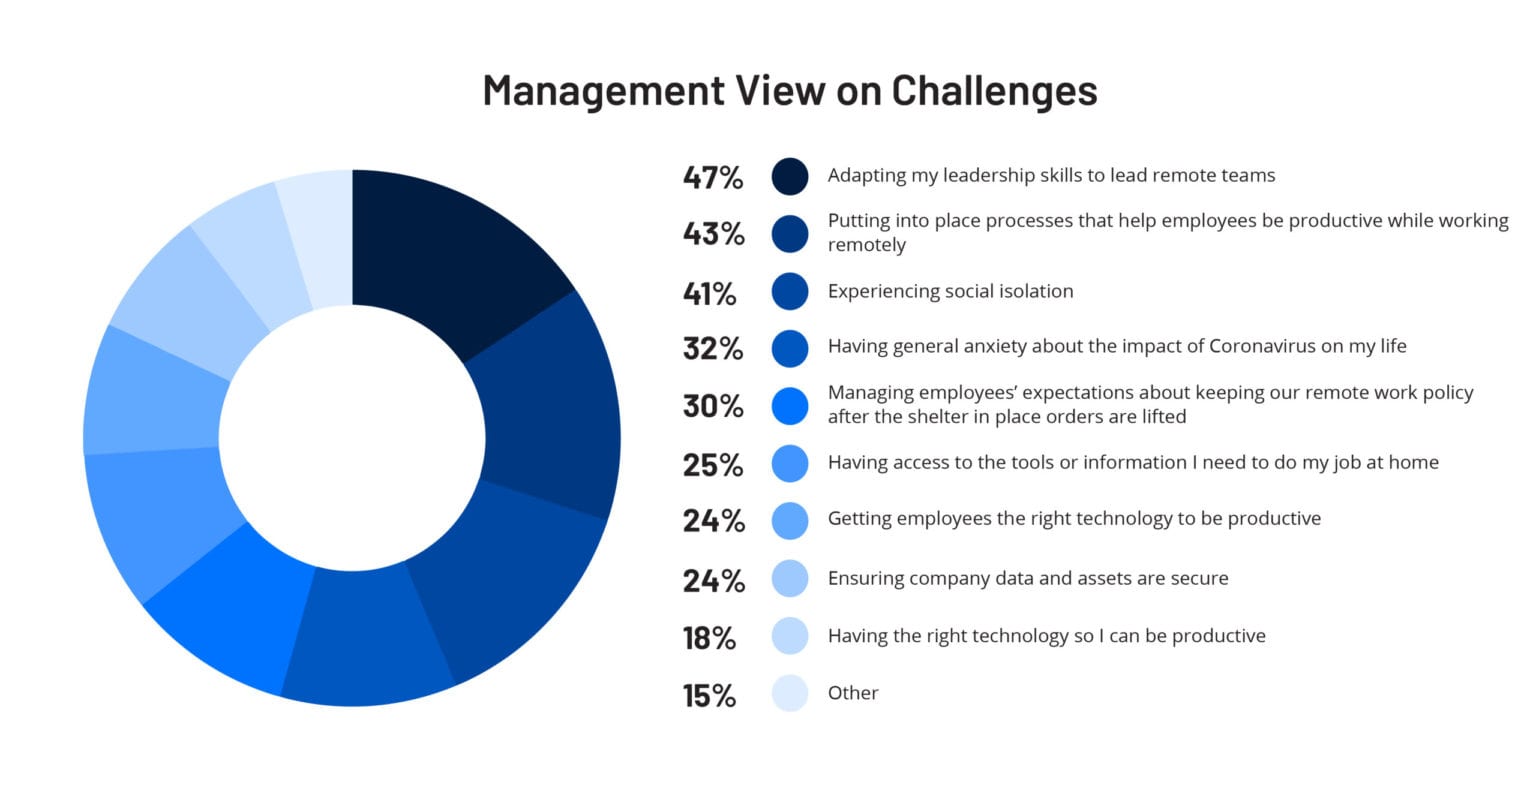 Management View on Challenges
47% Adapting my leadership skills to lead remote teams
43% Putting into place processes that help employees be productive while working
remotely
41% Experiencing social isolation
32% Having general anxiety about the impact of Coronavirus on my life
30% Managing employees’ expectations about keeping our remote work policy
after the shelter in place orders are lifted
25% Having access to the tools or information I need to do my job at home
24% Getting employees the right technology to be productive
24% Ensuring company data and assets are secure
18% Having the right technology so I can be productive
15% Other